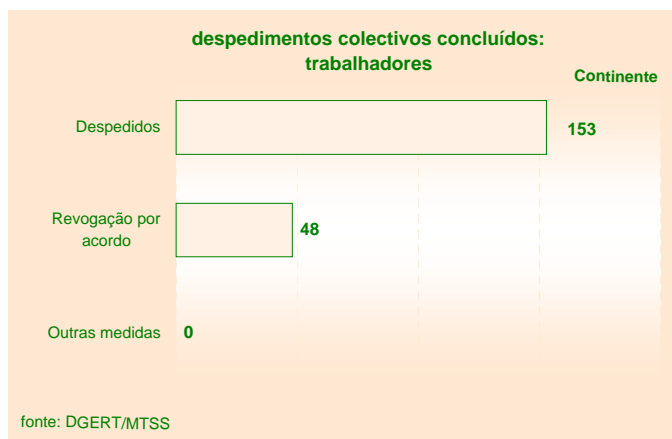 despedimentos colectivos concluídos:
trabalhadores
Continente
Despedidos
153
Revogação por
acordo
48
Outras medidas
0
fonte: DGERT/MTSS